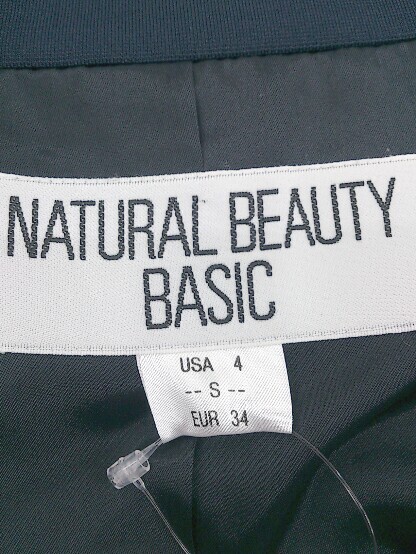 NATURAL BEAUTY
BASIC
USA 4
-- S --
EUR 34